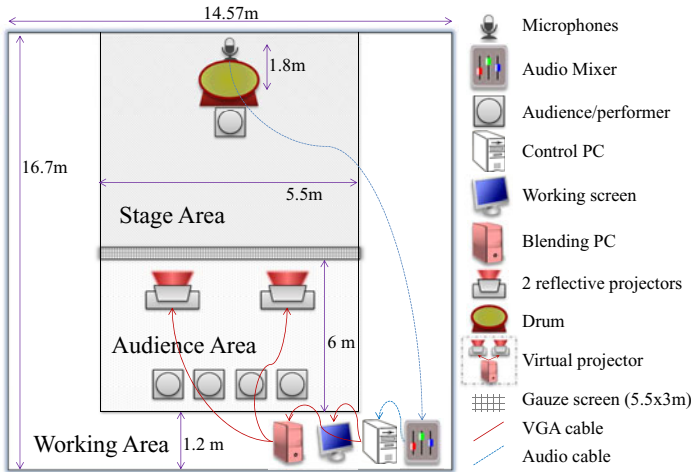 14.57m
1.8m
16.7m
5.5m
Stage Area
Audience Area
6 m
Working Area
1.2 m
Microphones
Audio Mixer
Audience/performer
Control PC
Working screen
Blending PC
2 reflective projectors
Drum
Virtual projector
Gauze screen (5.5x3m)
VGA cable
Audio cable